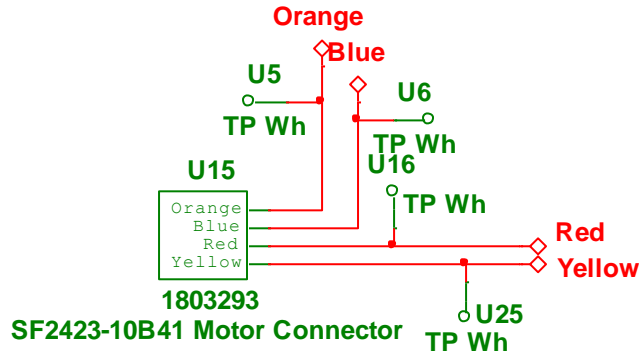 Orange
Blue
U5
TP Wh
U6
TP Wh
U15
U16
TP Wh
Orange
Blue
Red
Yellow
Red
Yellow
1803293
SF2423-10B41 Motor Connector
U25
TP Wh